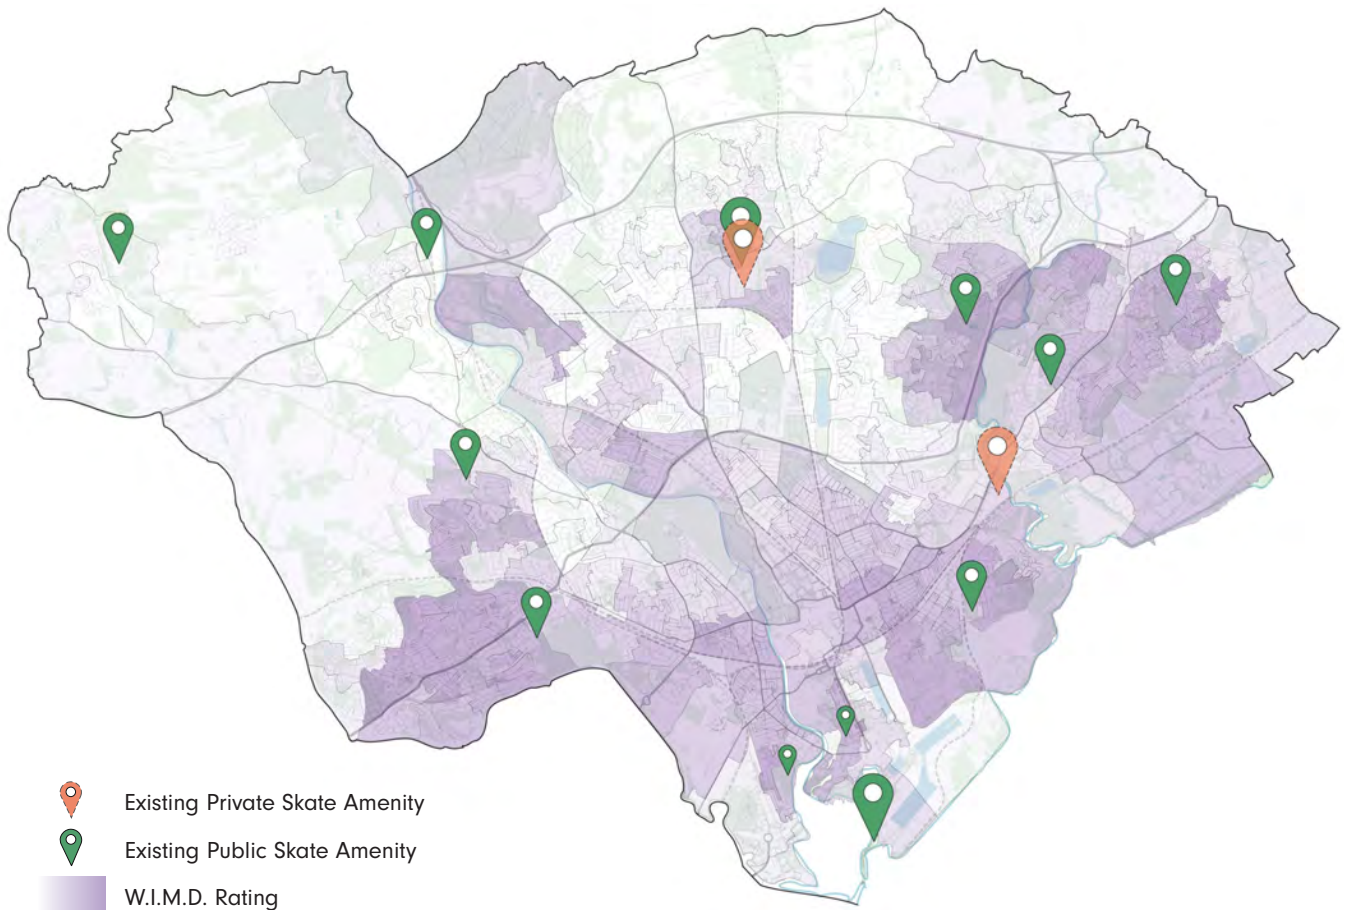 Existing Private Skate Amenity
Existing Public Skate Amenity
W.I.M.D. Rating